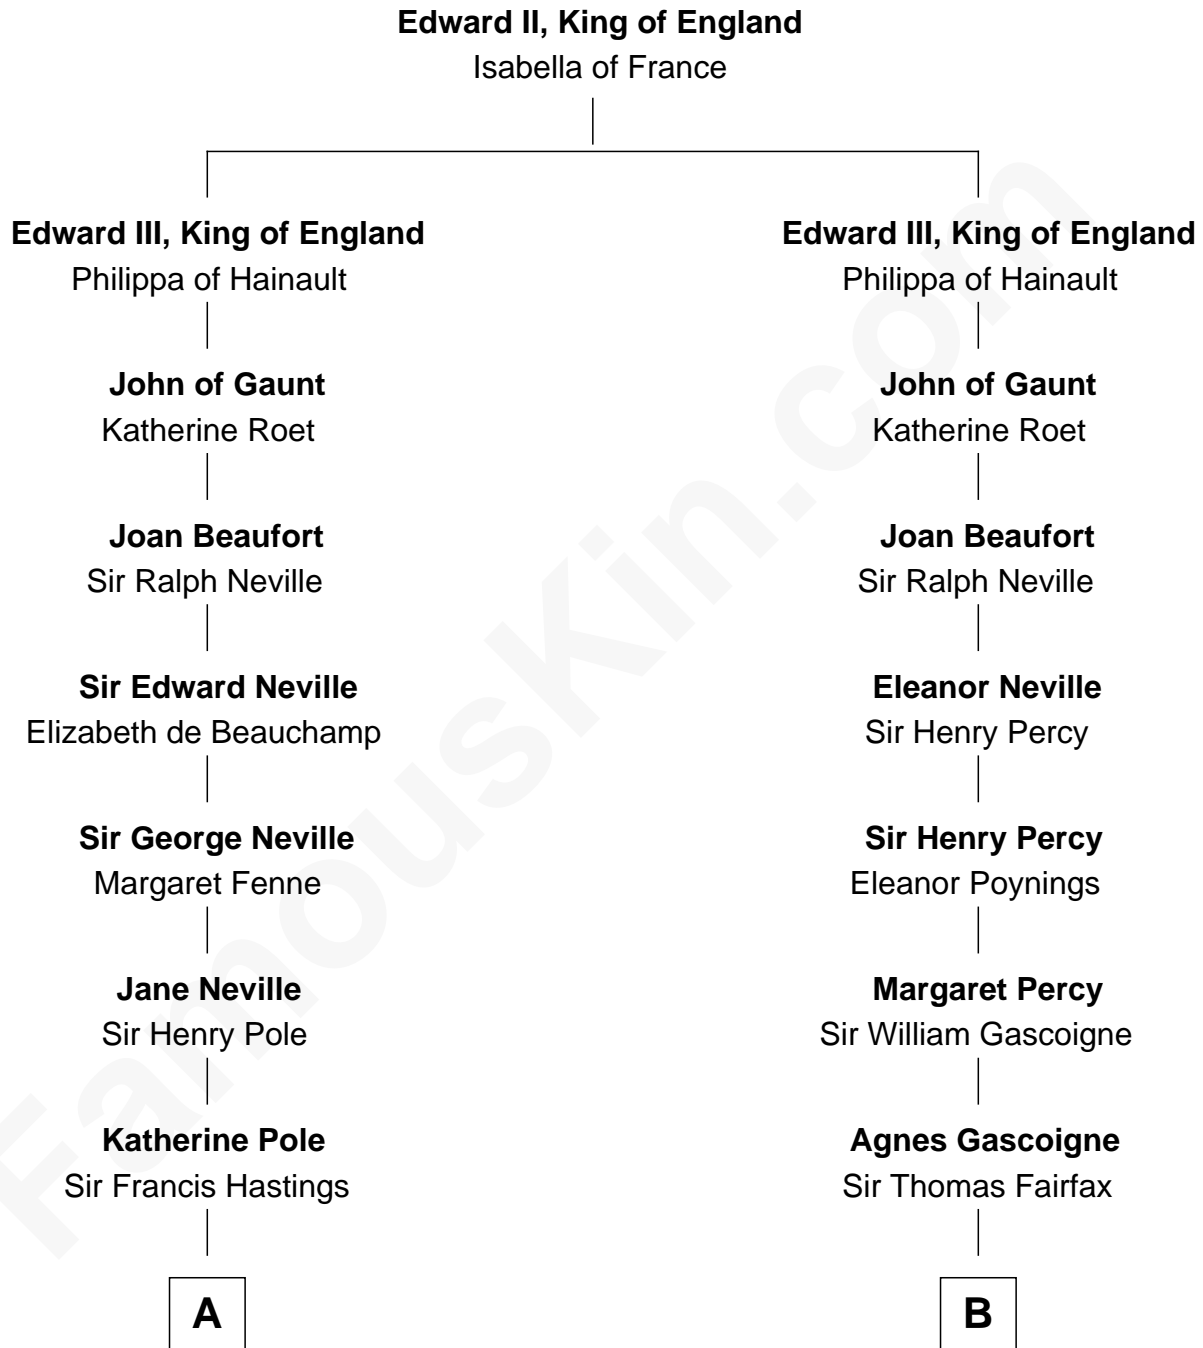 Edward II, King of England
Isabella of France
Edward III, King of England
Philippa of Hainault
John of Gaunt
Katherine Roet
Joan Beaufort
Sir Ralph Neville
Sir Edward Neville
Elizabeth de Beauchamp
Sir George Neville
Margaret Fenne
Jane Neville
Sir Henry Pole
Katherine Pole
Sir Francis Hastings
A
Edward III, King of England
Philippa of Hainault
John of Gaunt
Katherine Roet
Joan Beaufort
Sir Ralph Neville
Eleanor Neville
Sir Henry Percy
Sir Henry Percy
Eleanor Poynings
Margaret Percy
Sir William Gascoigne
Agnes Gascoigne
Sir Thomas Fairfax
B
FamousKin.com